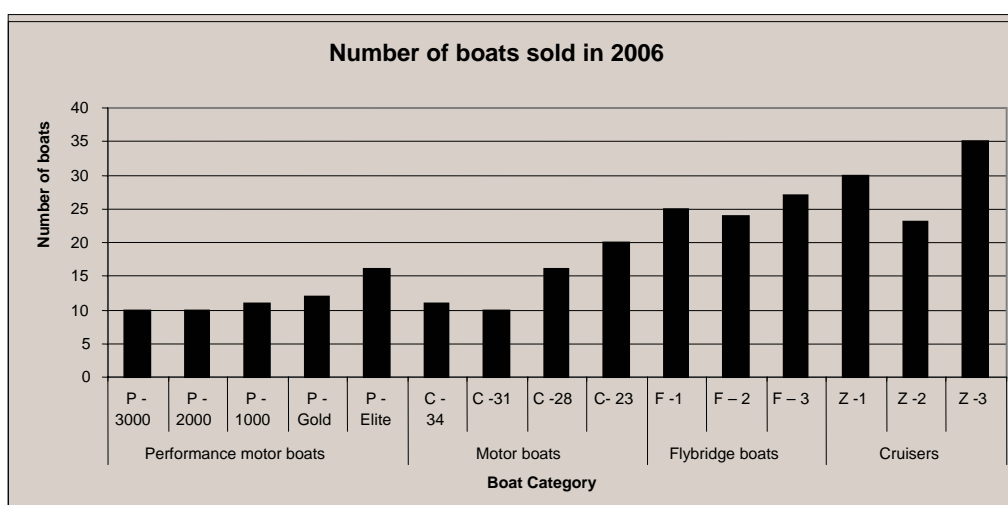 Number of boats sold in 2006
Number of boats
40
35
30
25
20
15
10
5
0
P - 3000
P - 2000
P - 1000
P - Gold
P - Elite
C - 34
C -31
C -28
C- 23
F -1
F – 2
F – 3
Z -1
Z -2
Z -3
Performance motor boats
Motor boats
Flybridge boats
Cruisers
Boat Category